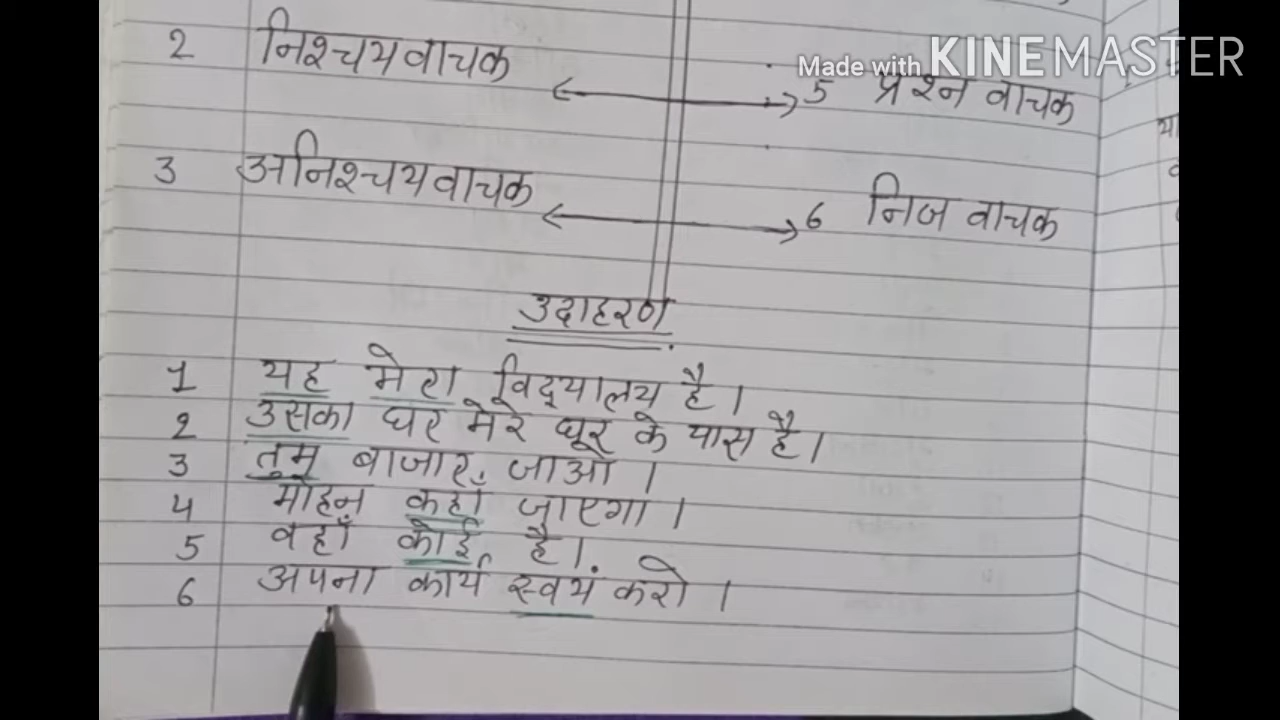 2 निश्चयवाचक
Made with KINEMASTER
5 प्रश्न वाचक
3 अनिश्चयवाचक
6 निज वाचक
उदाहरण
1 यह मेरा विद्यालय है।
2 उसका घर मेरे घर के पास है।
3 तुम बाजार जाओ।
4 मोहन कहाँ जाएगा।
5 वहाँ कोई है।
6 अपना कार्य स्वयं करो।